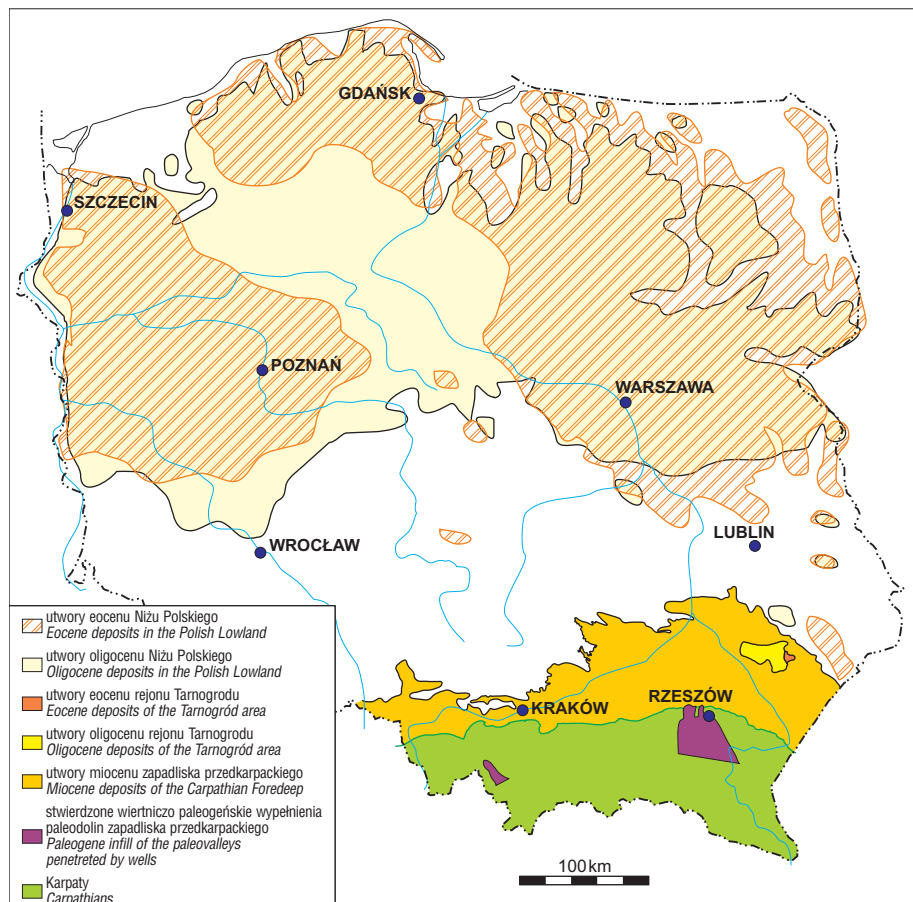 GDAŃSK
SZCZECIN
POZNAŃ
WARSZAWA
WROCŁAW
LUBLIN
KRAKÓW
RZESZÓW
utwory eocenu Niżu Polskiego
Eocene deposits in the Polish Lowland
utwory oligocenu Niżu Polskiego
Oligocene deposits in the Polish Lowland
utwory eocenu rejonu Tarnogrodu
Eocene deposits of the Tarnogród area
utwory oligocenu rejonu Tarnogrodu
Oligocene deposits of the Tarnogród area
utwory miocenu zapadliska przedkarpackiego
Miocene deposits of the Carpathian Foredeep
stwierdzone wiertniczo paleogeńskie wypełnienia
paleodolin zapadliska przedkarpackiego
Paleogene infill of the paleovalleys
penetreted by wells
Karpaty
Carpathians
100 km